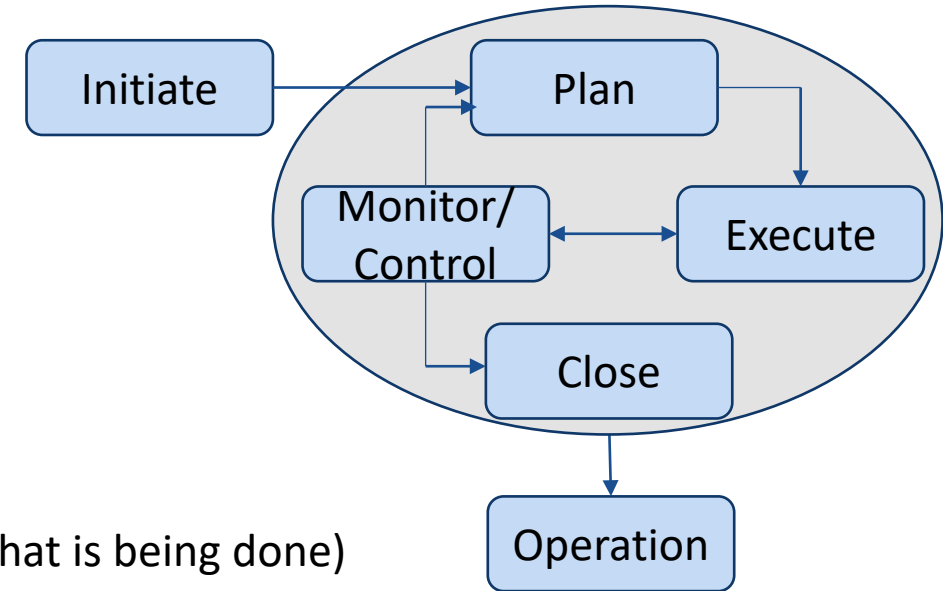 Initiate
Plan
Monitor/
Control
Execute
Close
hat is being done)
Operation